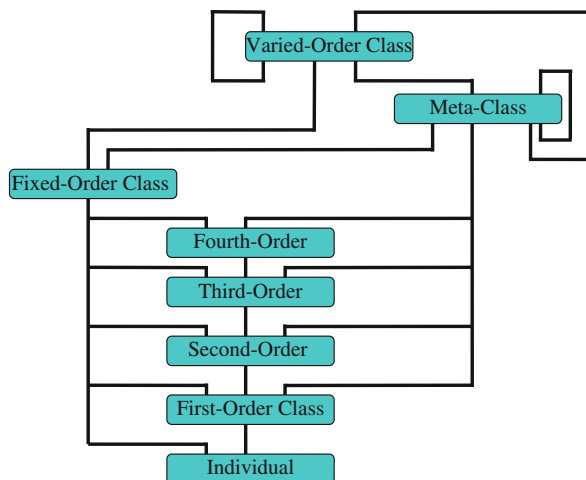 Varied-Order Class
Meta-Class
Fixed-Order Class
Fourth-Order
Third-Order
Second-Order
First-Order Class
Individual